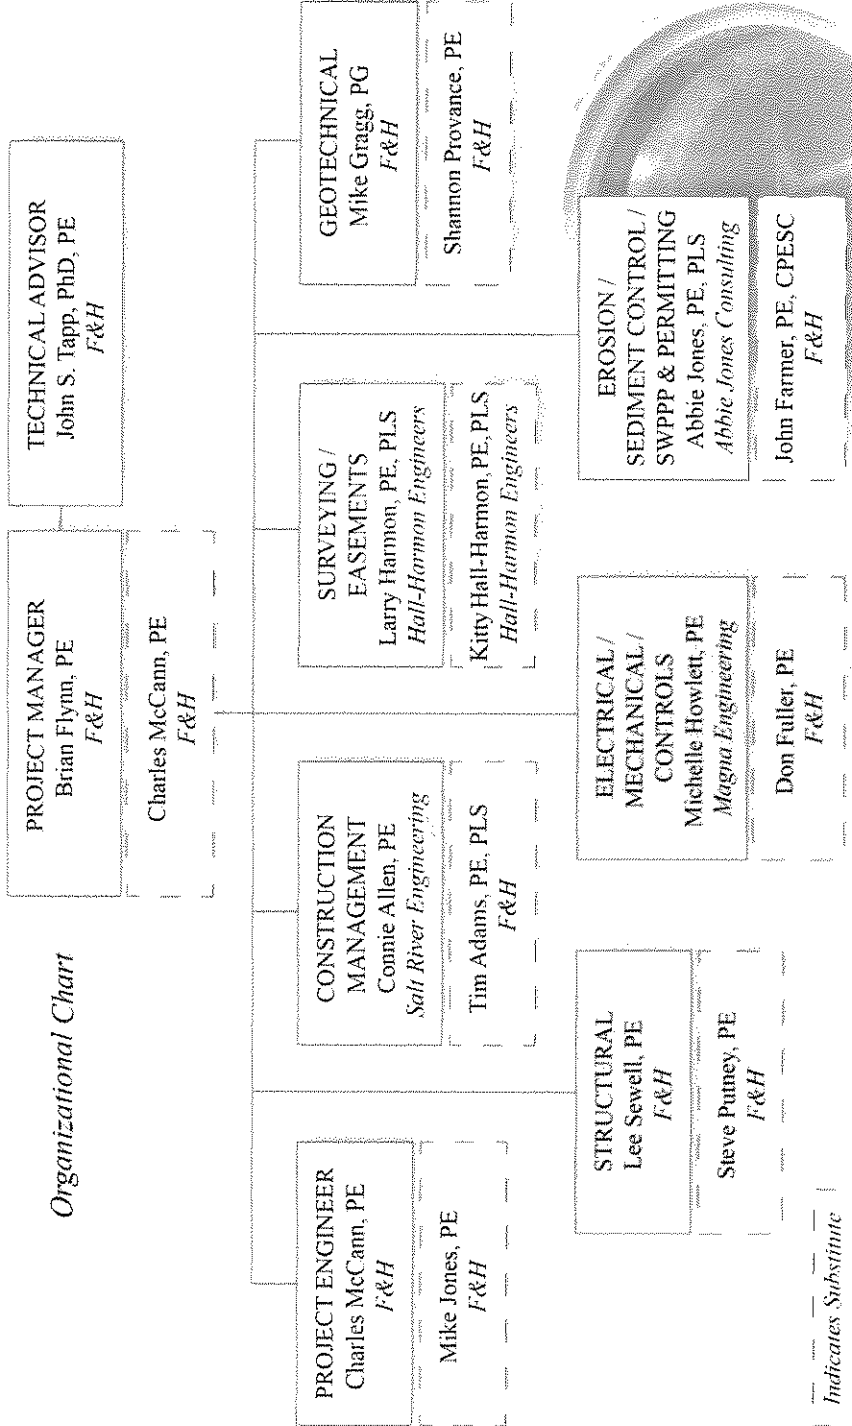 Organizational Chart
PROJECT MANAGER
Brian Flynn, PE
F&H
Charles McCann, PE
F&H
TECHNICAL ADVISOR
John S. Tapp, PhD, PE
F&H
PROJECT ENGINEER
Charles McCann, PE
F&H
Mike Jones, PE
F&H
CONSTRUCTION
MANAGEMENT
Connie Allen, PE
Salt River Engineering
Tim Adams, PE, PLS
F&H
SURVEYING /
EASEMENTS
Larry Harmon, PE, PLS
Hall-Harmon Engineers
Kitty Hall-Harmon, PE, PLS
Hall-Harmon Engineers
GEOTECHNICAL
Mike Gragg, PG
F&H
Shannon Provance, PE
F&H
STRUCTURAL
Lee Sewell, PE
F&H
Steve Putney, PE
F&H
ELECTRICAL /
MECHANICAL /
CONTROLS
Michelle Howlett, PE
Magna Engineering
Don Fuller, PE
F&H
EROSION /
SEDIMENT CONTROL /
SWPPP & PERMITTING
Abbie Jones, PE, PLS
Abbie Jones Consulting
John Farmer, PE, CPESC
F&H
Indicates Substitute